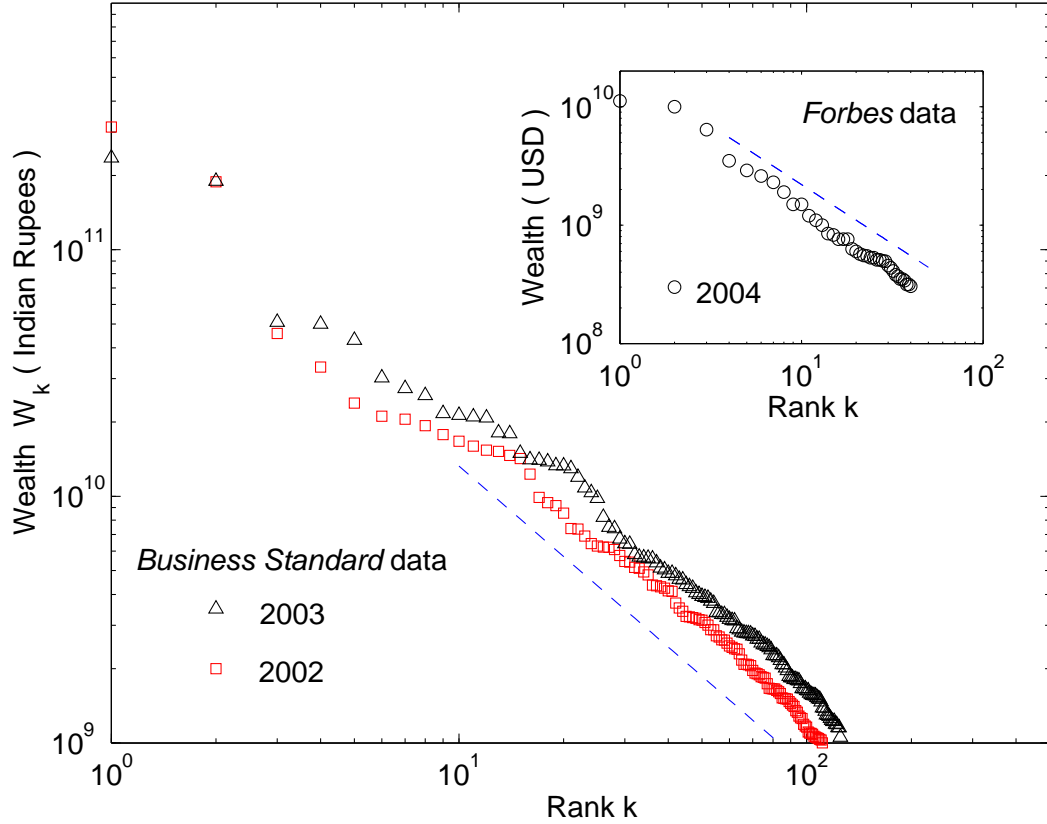 Wealth W_k ( Indian Rupees )
10^11
10^10
10^9
10^0
10^1
10^2
Rank k
Business Standard data
2003
2002
Wealth ( USD )
10^10
10^9
10^8
10^0
10^1
10^2
Rank k
Forbes data
2004